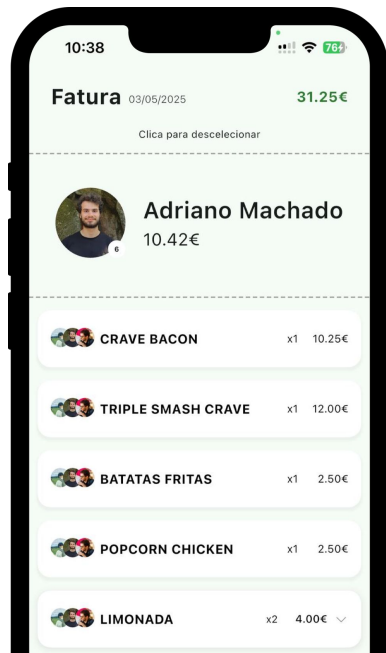 10:38
76
Fatura 03/05/2025 31.25€
Clica para descelecionar
Adriano Machado
10.42€
6
CRAVE BACON x1 10.25€
TRIPLE SMASH CRAVE x1 12.00€
BATATAS FRITAS x1 2.50€
POPCORN CHICKEN x1 2.50€
LIMONADA x2 4.00€